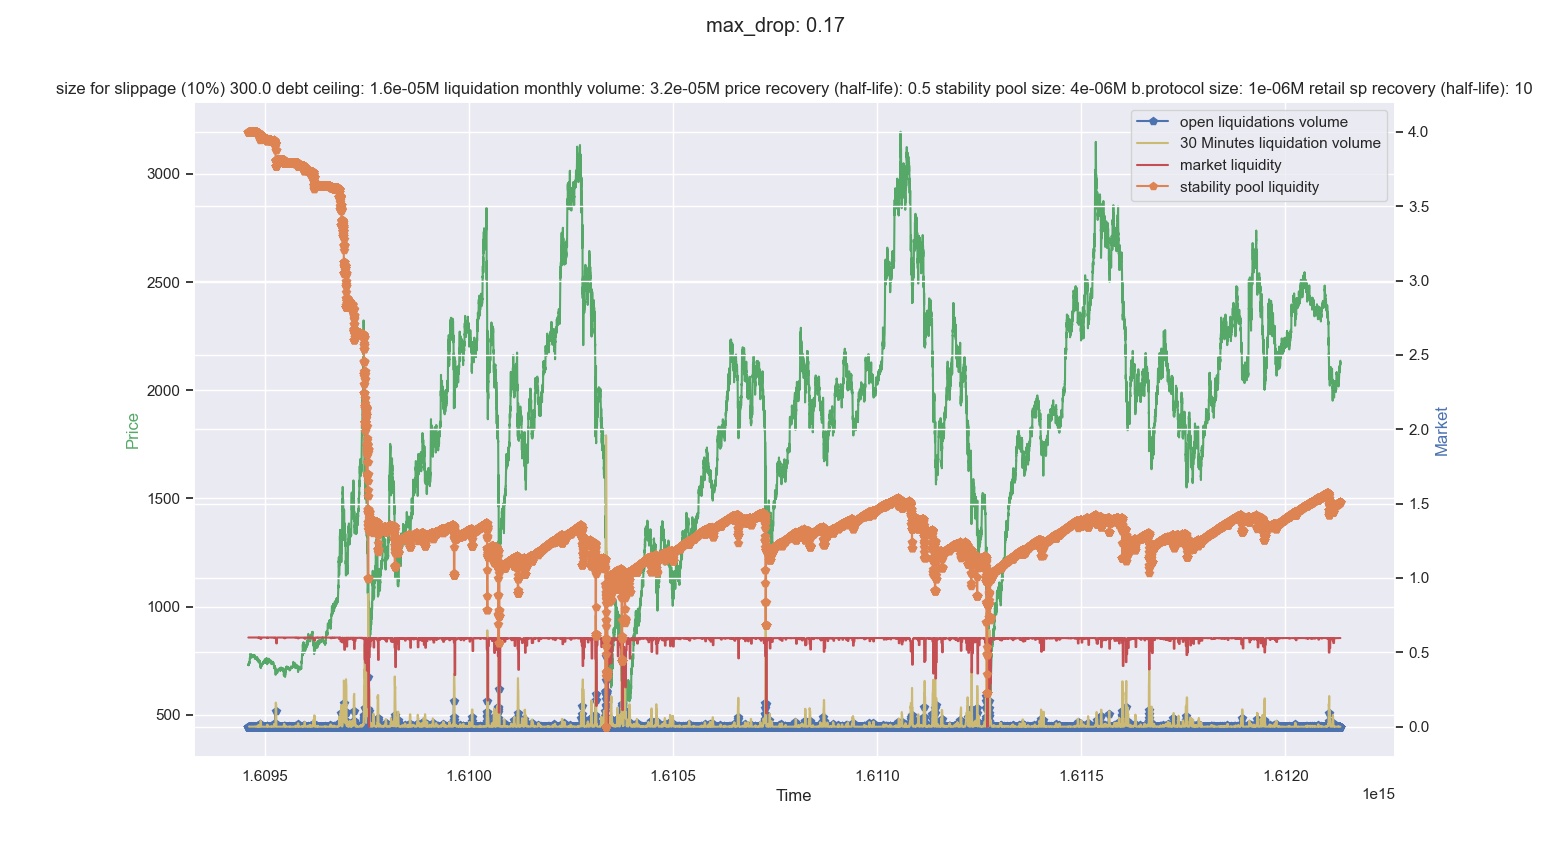 max_drop: 0.17
size for slippage (10%) 300.0 debt ceiling: 1.6e-05M liquidation monthly volume: 3.2e-05M price recovery (half-life): 0.5 stability pool size: 4e-06M b.protocol size: 1e-06M retail sp recovery (half-life): 10
open liquidations volume
30 Minutes liquidation volume
market liquidity
stability pool liquidity
3000
2500
2000
1500
1000
500
Price
4.0
3.5
3.0
2.5
2.0
1.5
1.0
0.5
0.0
Market
1.6095
1.6100
1.6105
1.6110
1.6115
1.6120
Time
1e15